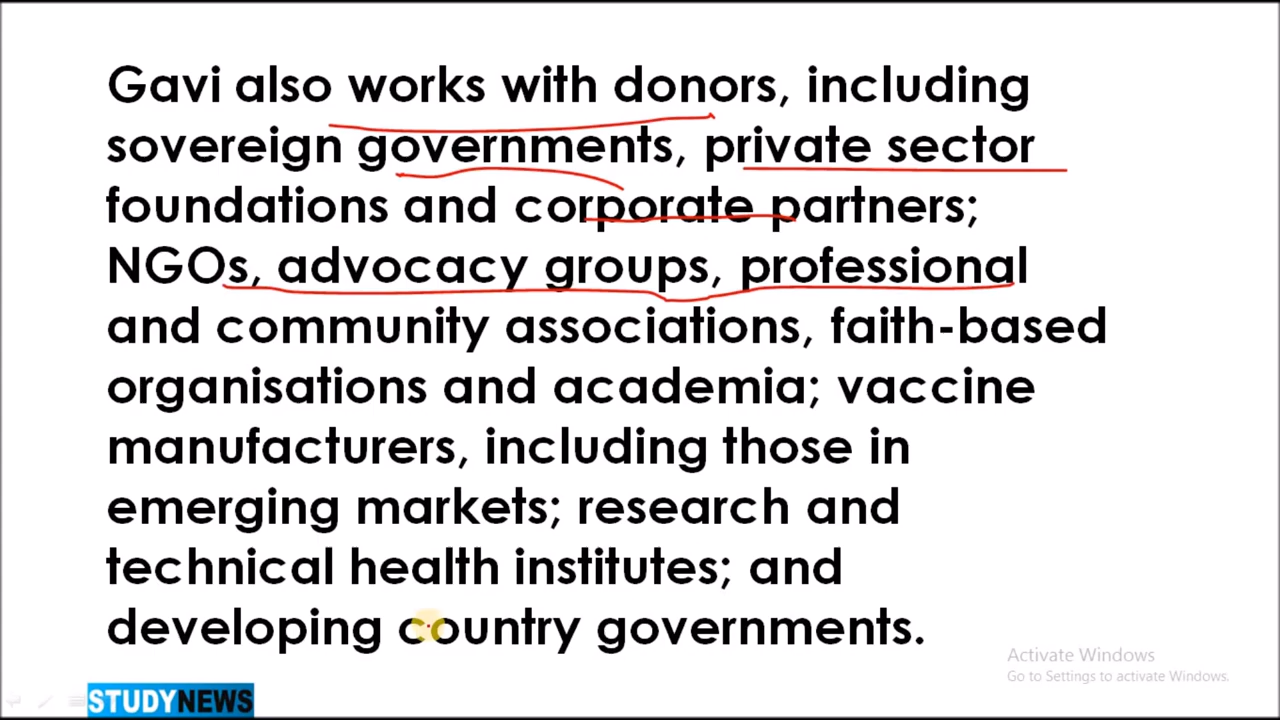 Gavi also works with donors, including
sovereign governments, private sector
foundations and corporate partners;
NGOs, advocacy groups, professional
and community associations, faith-based
organisations and academia; vaccine
manufacturers, including those in
emerging markets; research and
technical health institutes; and
developing country governments.
Activate Windows
Go to Settings to activate Windows.
STUDYNEWS